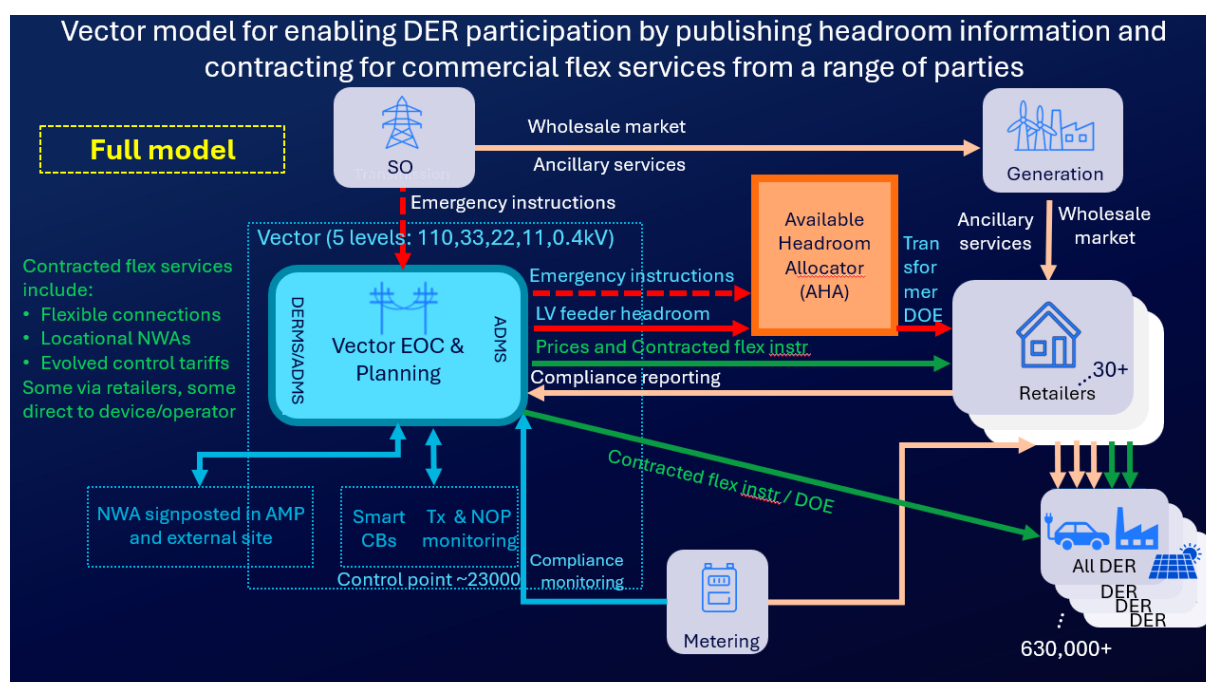 Vector model for enabling DER participation by publishing headroom information and
contracting for commercial flex services from a range of parties
Full model
SO
Transmission
Wholesale market
Ancillary services
Generation
Emergency instructions
Ancillary
services
Wholesale
market
Vector (5 levels: 110,33,22,11,0.4kV)
Contracted flex services
include:
• Flexible connections
• Locational NWAs
• Evolved control tariffs
Some via retailers, some
direct to device/operator
DERMS/ADMS
Vector EOC &
Planning
ADMS
Emergency instructions
LV feeder headroom
Prices and Contracted flex instr
Compliance reporting
Available
Headroom
Allocator
(AHA)
Tran
sfor
mer
DOE
Retailers
...30+
Contracted flex instr / DOE
NWA signposted in AMP
and external site
Smart
CBs
Tx & NOP
monitoring
Control point ~23000
Compliance
monitoring
Metering
All DER
DER
DER
DER
...
630,000+